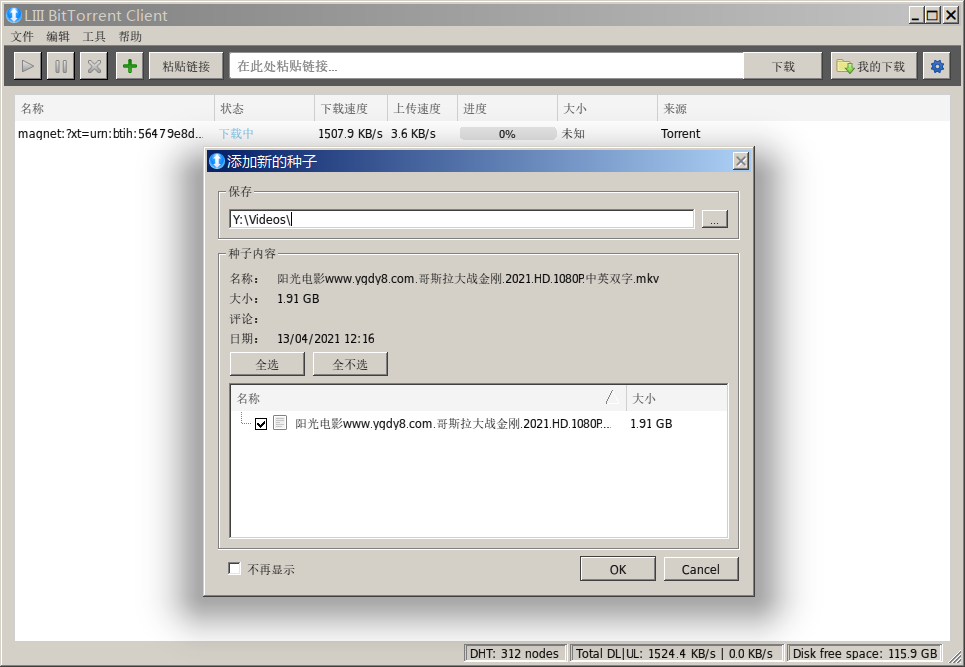 LIII BitTorrent Client
文件 编辑 工具 帮助
粘贴链接 在此处粘贴链接... 下载 我的下载
名称 状态 下载速度 上传速度 进度 大小 来源
magnet:?xt=urn:btih:56479e8d... 下载中 1507.9 KB/s 3.6 KB/s 0% 未知 Torrent
添加新的种子
保存
Y:\Videos\ ...
种子内容
名称: 阳光电影www.ygdy8.com.哥斯拉大战金刚.2021.HD.1080P.中英双字.mkv
大小: 1.91 GB
评论:
日期: 13/04/2021 12:16
全选 全不选
名称 大小
阳光电影www.ygdy8.com.哥斯拉大战金刚.2021.HD.1080P... 1.91 GB
不再显示 OK Cancel
DHT: 312 nodes Total DL|UL: 1524.4 KB/s | 0.0 KB/s Disk free space: 115.9 GB